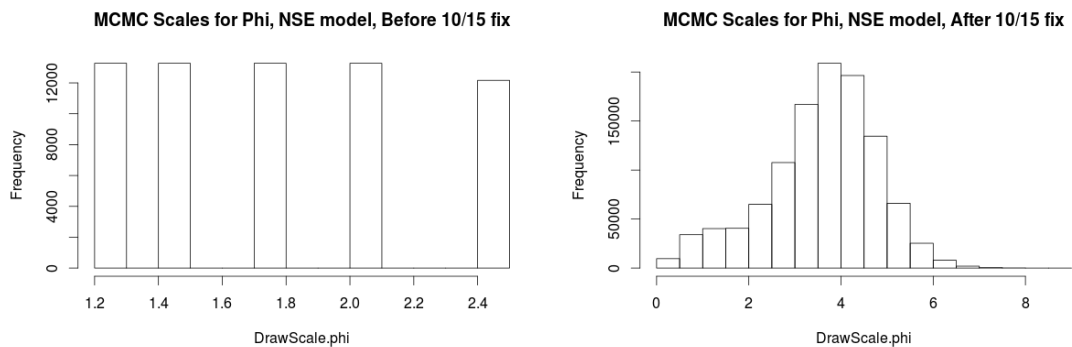 MCMC Scales for Phi, NSE model, Before 10/15 fix
Frequency
12000
8000
4000
0
1.2 1.4 1.6 1.8 2.0 2.2 2.4
DrawScale.phi
MCMC Scales for Phi, NSE model, After 10/15 fix
Frequency
150000
50000
0
0 2 4 6 8
DrawScale.phi